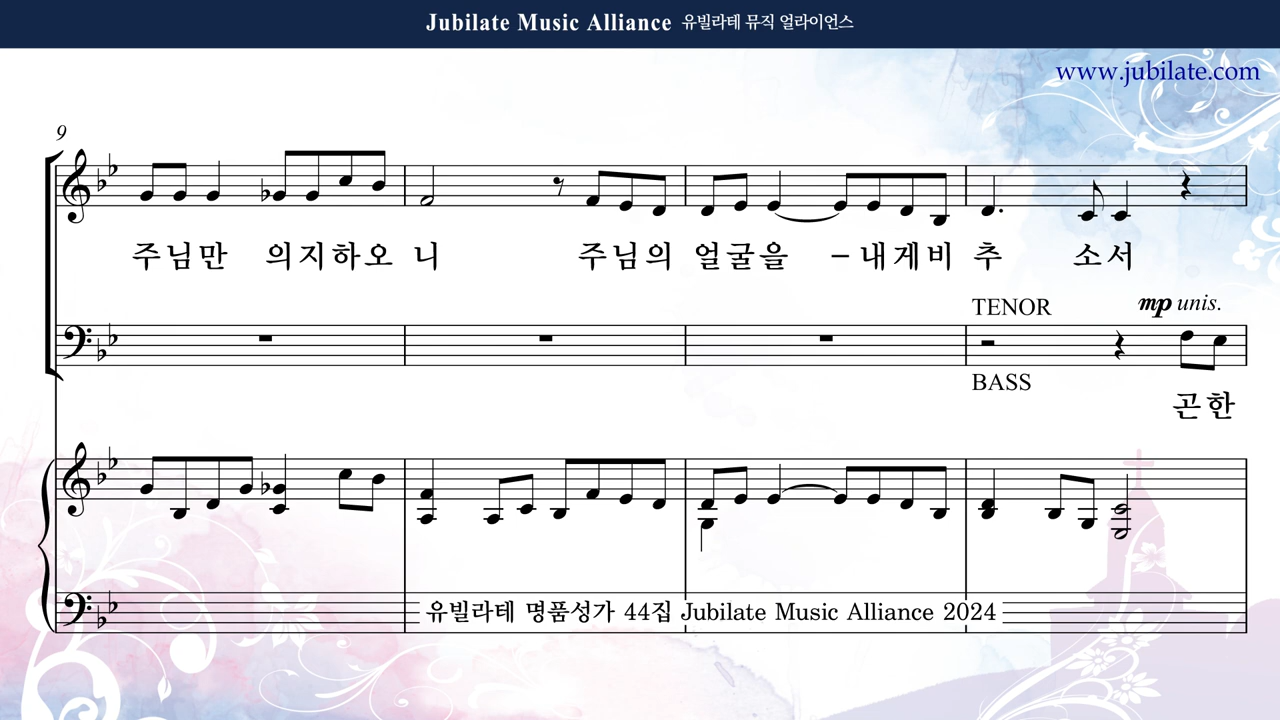 Jubilate Music Alliance 유빌라테 뮤직 얼라이언스
www.jubilate.com
9
주님만 의지하오 니 주님의 얼굴을 – 내게비 추 소서
TENOR mp unis.
BASS
곤한
유빌라테 명품성가 44집 Jubilate Music Alliance 2024